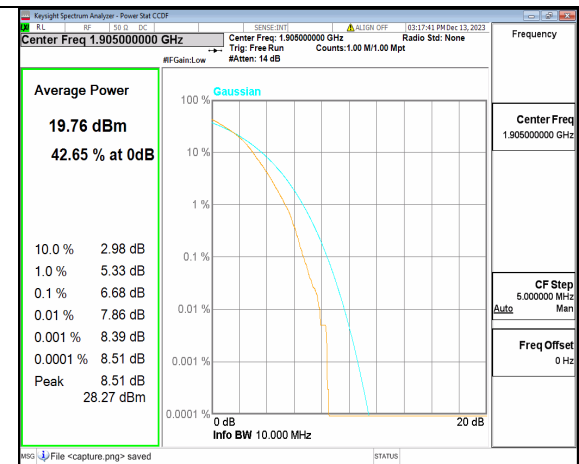 Keysight Spectrum Analyzer - Power Stat CCDF
RL RF 50 Ω DC SENSE:INT ALIGN OFF 03:17:41 PM Dec 13, 2023
Center Freq 1.905000000 GHz
Center Freq: 1.905000000 GHz Radio Std: None
Trig: Free Run Counts:1.00 M/1.00 Mpt
#IFGain:Low #Atten: 14 dB
Frequency
Average Power
19.76 dBm
42.65 % at 0dB
10.0 % 2.98 dB
1.0 % 5.33 dB
0.1 % 6.68 dB
0.01 % 7.86 dB
0.001 % 8.39 dB
0.0001 % 8.51 dB
Peak 8.51 dB
28.27 dBm
Gaussian
100 %
10 %
1 %
0.1 %
0.01 %
0.001 %
0.0001 %
0 dB 20 dB
Info BW 10.000 MHz
Center Freq
1.905000000 GHz
CF Step
5.000000 MHz
Auto Man
Freq Offset
0 Hz
MSG File <capture.png> saved STATUS